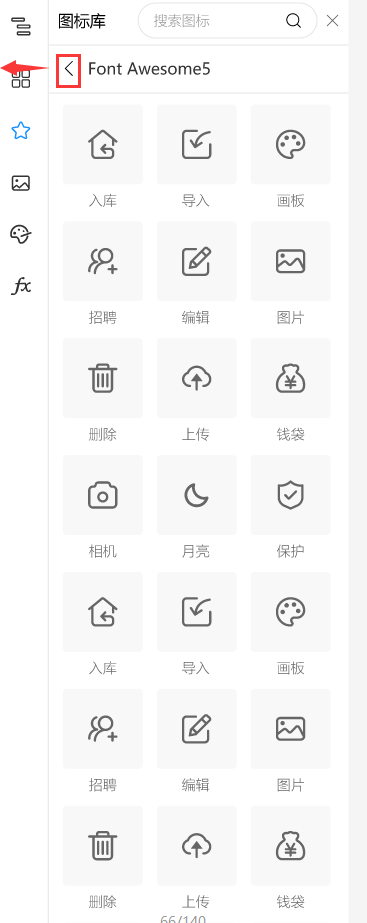 图标库 搜索图标
Font Awesome5
入库 导入 画板
招聘 编辑 图片
删除 上传 钱袋
相机 月亮 保护
fx
入库 导入 画板
招聘 编辑 图片
删除 上传 钱袋
66/140